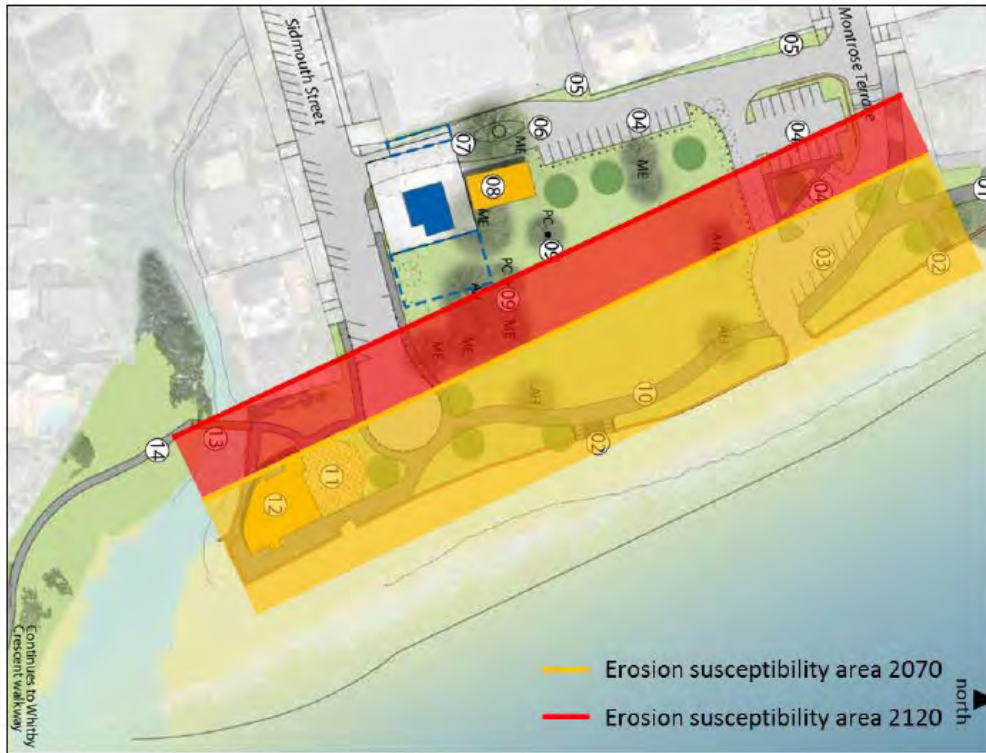 Sidmouth Street
Montrose Terrace
05
05
04
04
04
06
07
ME
ME
08
ME
PC
09
PC
09
ME
ME
ME
AH
AH
AH
03
02
01
10
02
11
12
13
14
Continues to Whitby
Crescent walkway
Erosion susceptibility area 2070
Erosion susceptibility area 2120
north